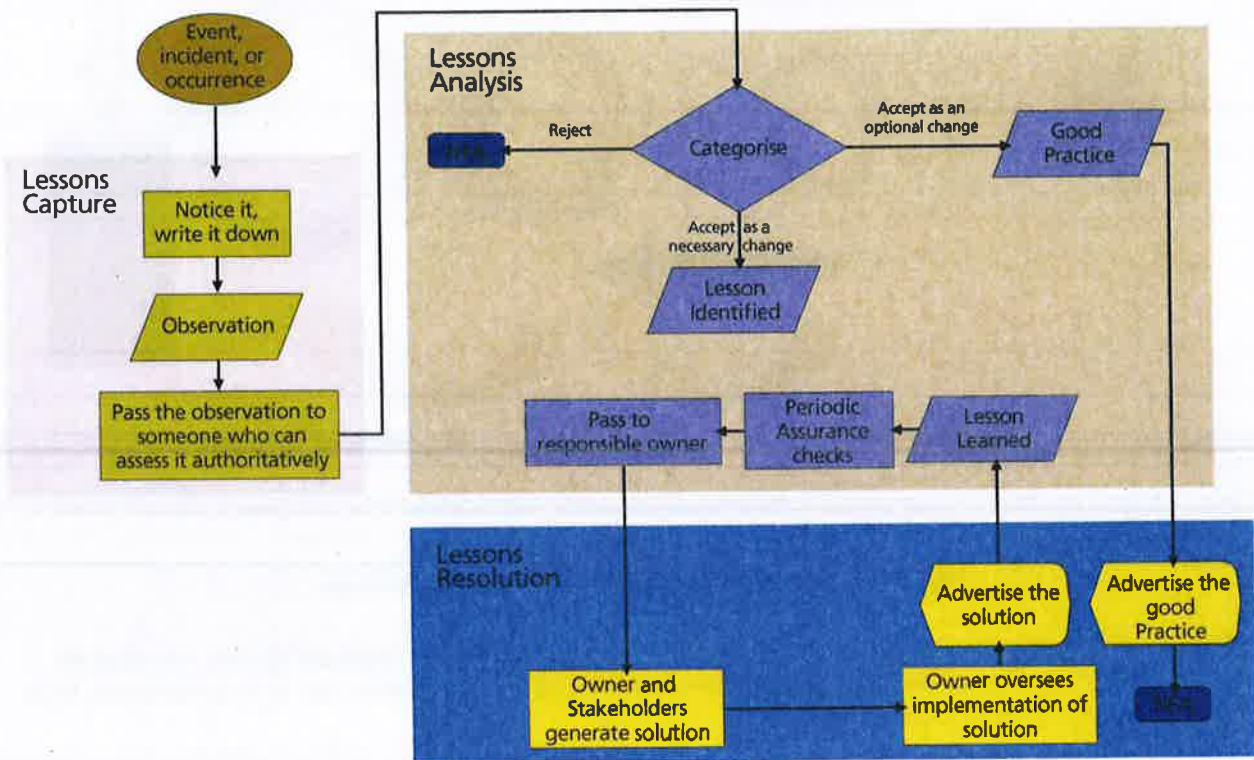 Event,
incident, or
occurrence
Lessons
Capture
Notice it,
write it down
Observation
Pass the observation to
someone who can
assess it authoritatively
Lessons
Analysis
Reject
Categorise
Accept as an
optional change
Good
Practice
Accept as a
necessary change
Lesson
Identified
Pass to
responsible owner
Periodic
Assurance
checks
Lesson
Learned
Lessons
Resolution
Advertise the
solution
Advertise the
good
Practice
Owner and
Stakeholders
generate solution
Owner oversees
implementation of
solution